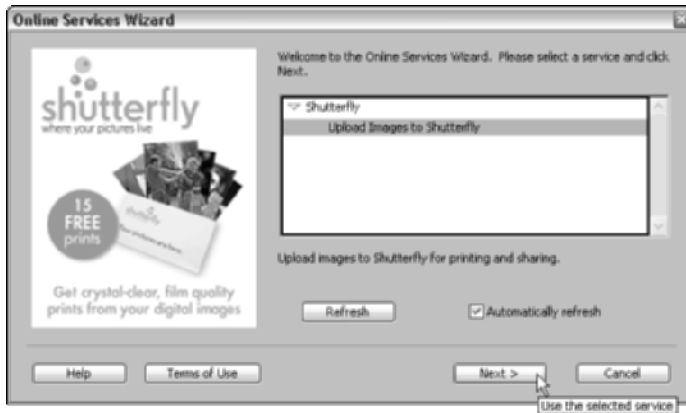 Online Services Wizard
shutterfly
where your pictures live
15
FREE
prints
shutterfly
Get crystal-clear, film quality
prints from your digital images
Welcome to the Online Services Wizard. Please select a service and click
Next.
Shutterfly
Upload Images to Shutterfly
Upload images to Shutterfly for printing and sharing.
Refresh
Automatically refresh
Help
Terms of Use
Next >
Cancel
Use the selected service